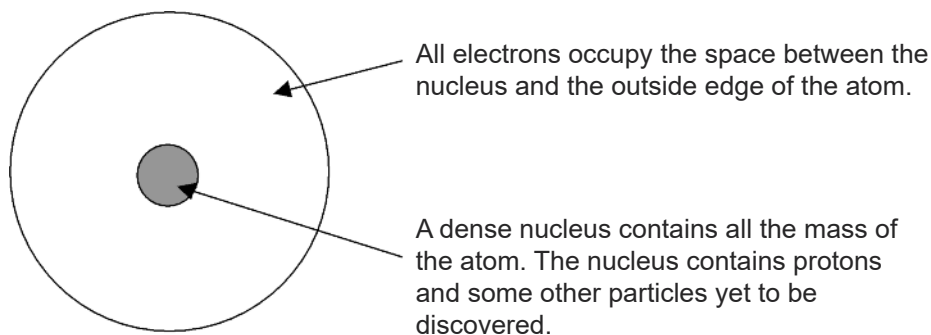 All electrons occupy the space between the
nucleus and the outside edge of the atom.
A dense nucleus contains all the mass of
the atom. The nucleus contains protons
and some other particles yet to be
discovered.